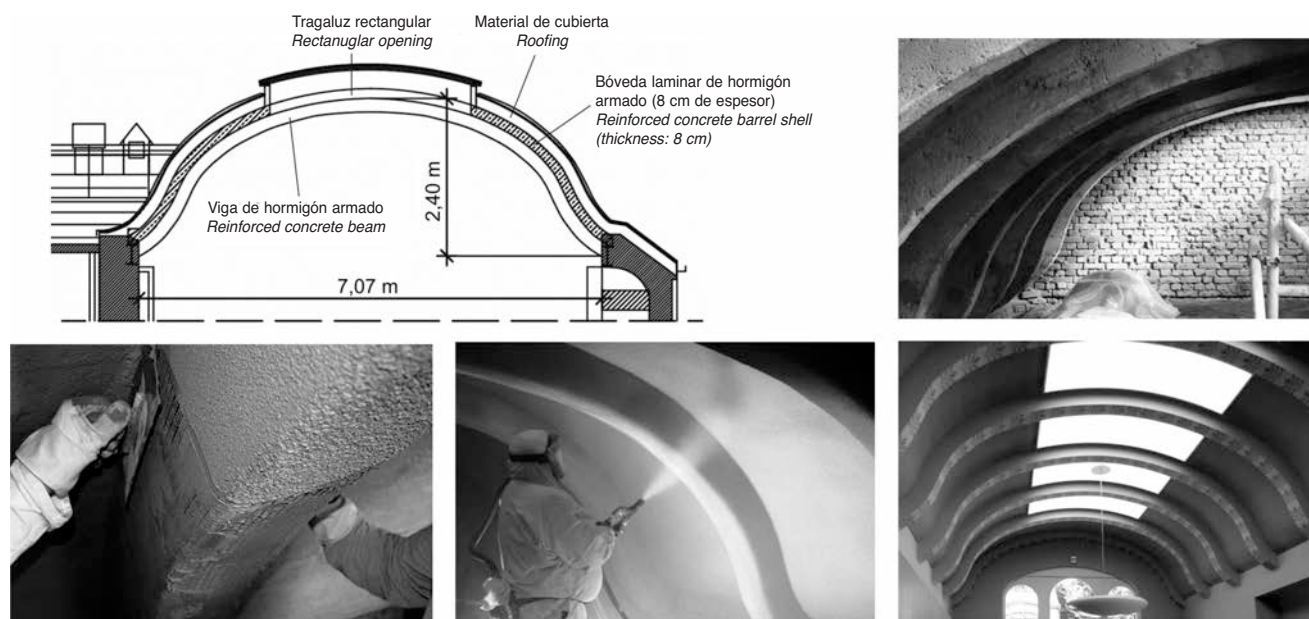 Tragaluz rectangular
Rectanuglar opening
Material de cubierta
Roofing
Bóveda laminar de hormigón
armado (8 cm de espesor)
Reinforced concrete barrel shell
(thickness: 8 cm)
Viga de hormigón armado
Reinforced concrete beam
2,40 m
7,07 m